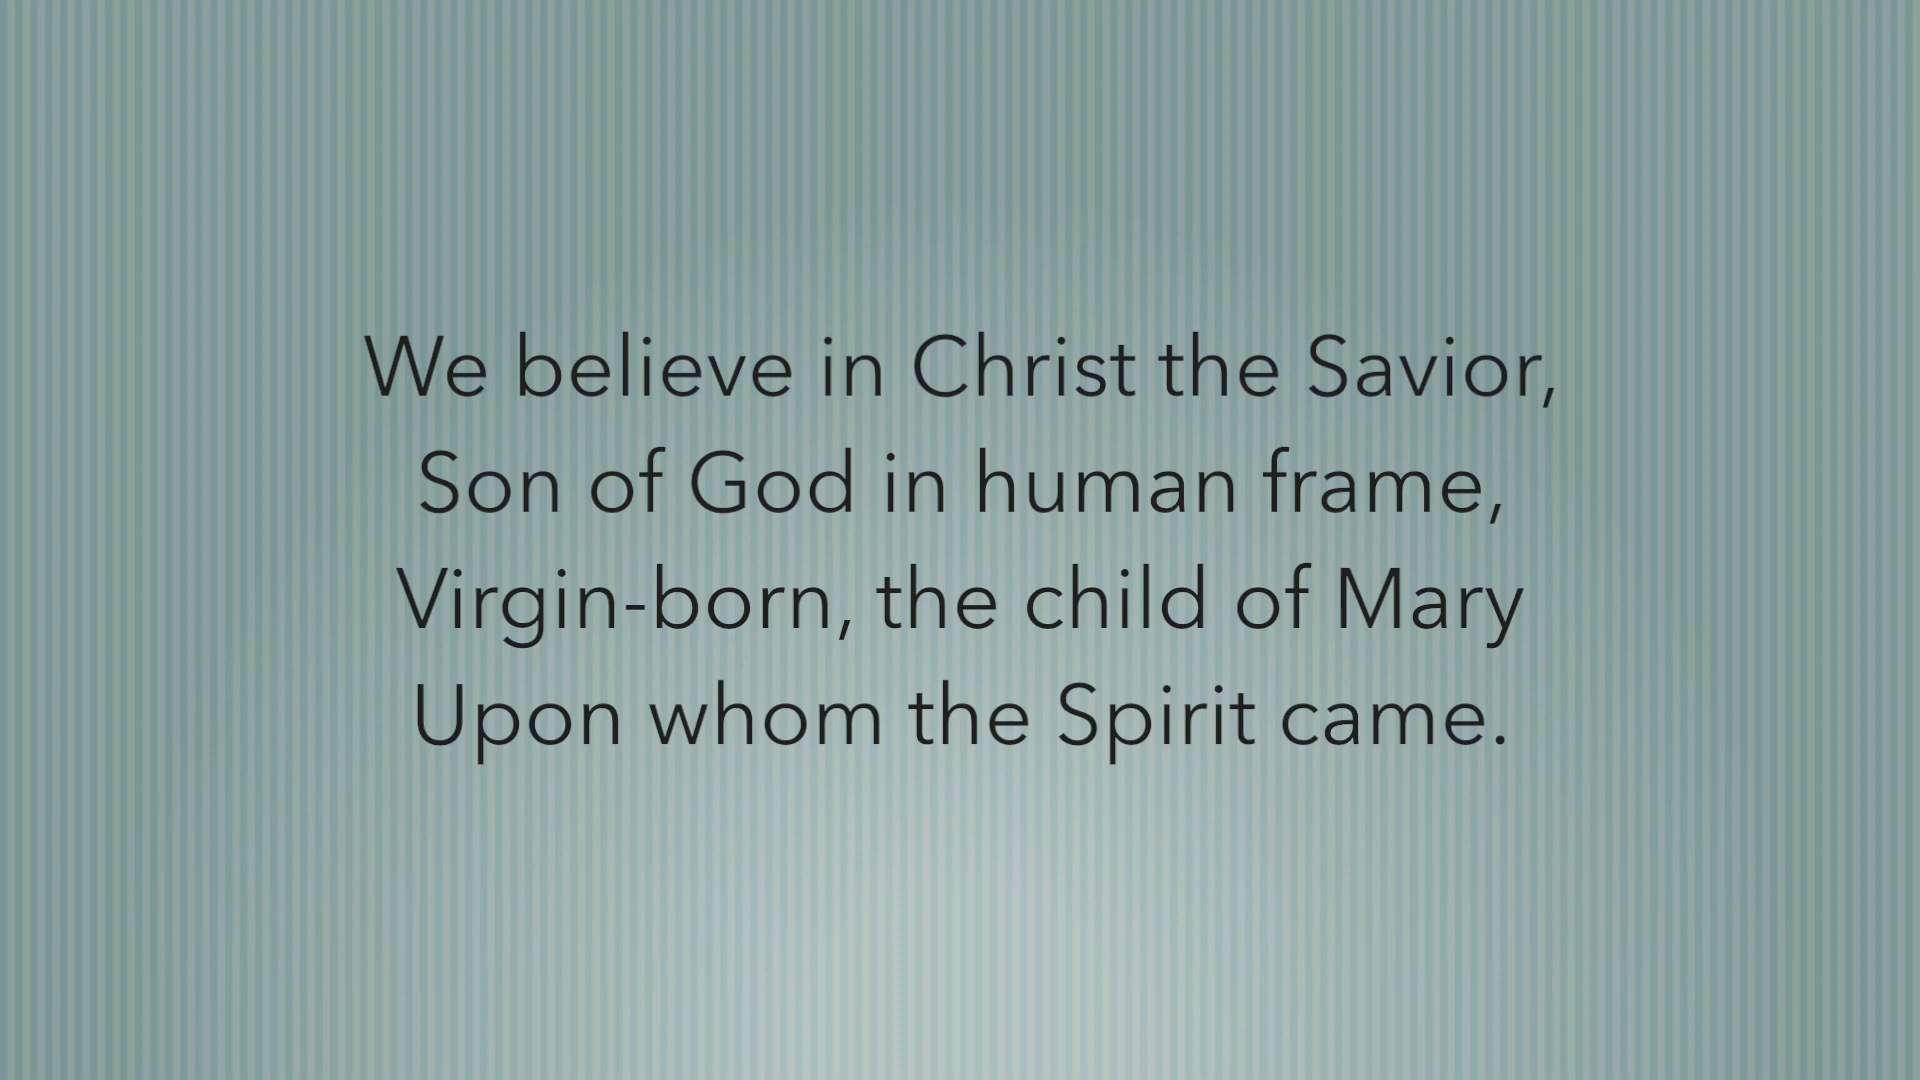 We believe in Christ the Savior,
Son of God in human frame,
Virgin-born, the child of Mary
Upon whom the Spirit came.